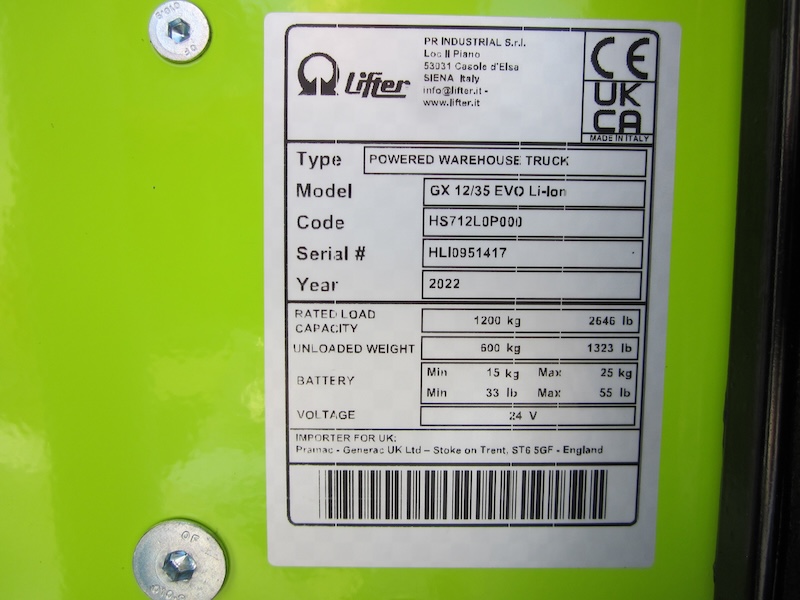 Lifter
PR INDUSTRIAL S.r.l.
Loc Il Piano
53031 Casole d'Elsa
SIENA Italy
info@lifter.it -
www.lifter.it
CE
UK
CA
MADE IN ITALY
Type POWERED WAREHOUSE TRUCK
Model GX 12/35 EVO Li-Ion
Code HS712L0P000
Serial # HLI0951417
Year 2022
RATED LOAD
CAPACITY 1200 kg 2646 lb
UNLOADED WEIGHT 600 kg 1323 lb
BATTERY Min 15 kg Max 25 kg
Min 33 lb Max 55 lb
VOLTAGE 24 V
IMPORTER FOR UK:
Pramac - Generac UK Ltd – Stoke on Trent, ST6 5GF - England